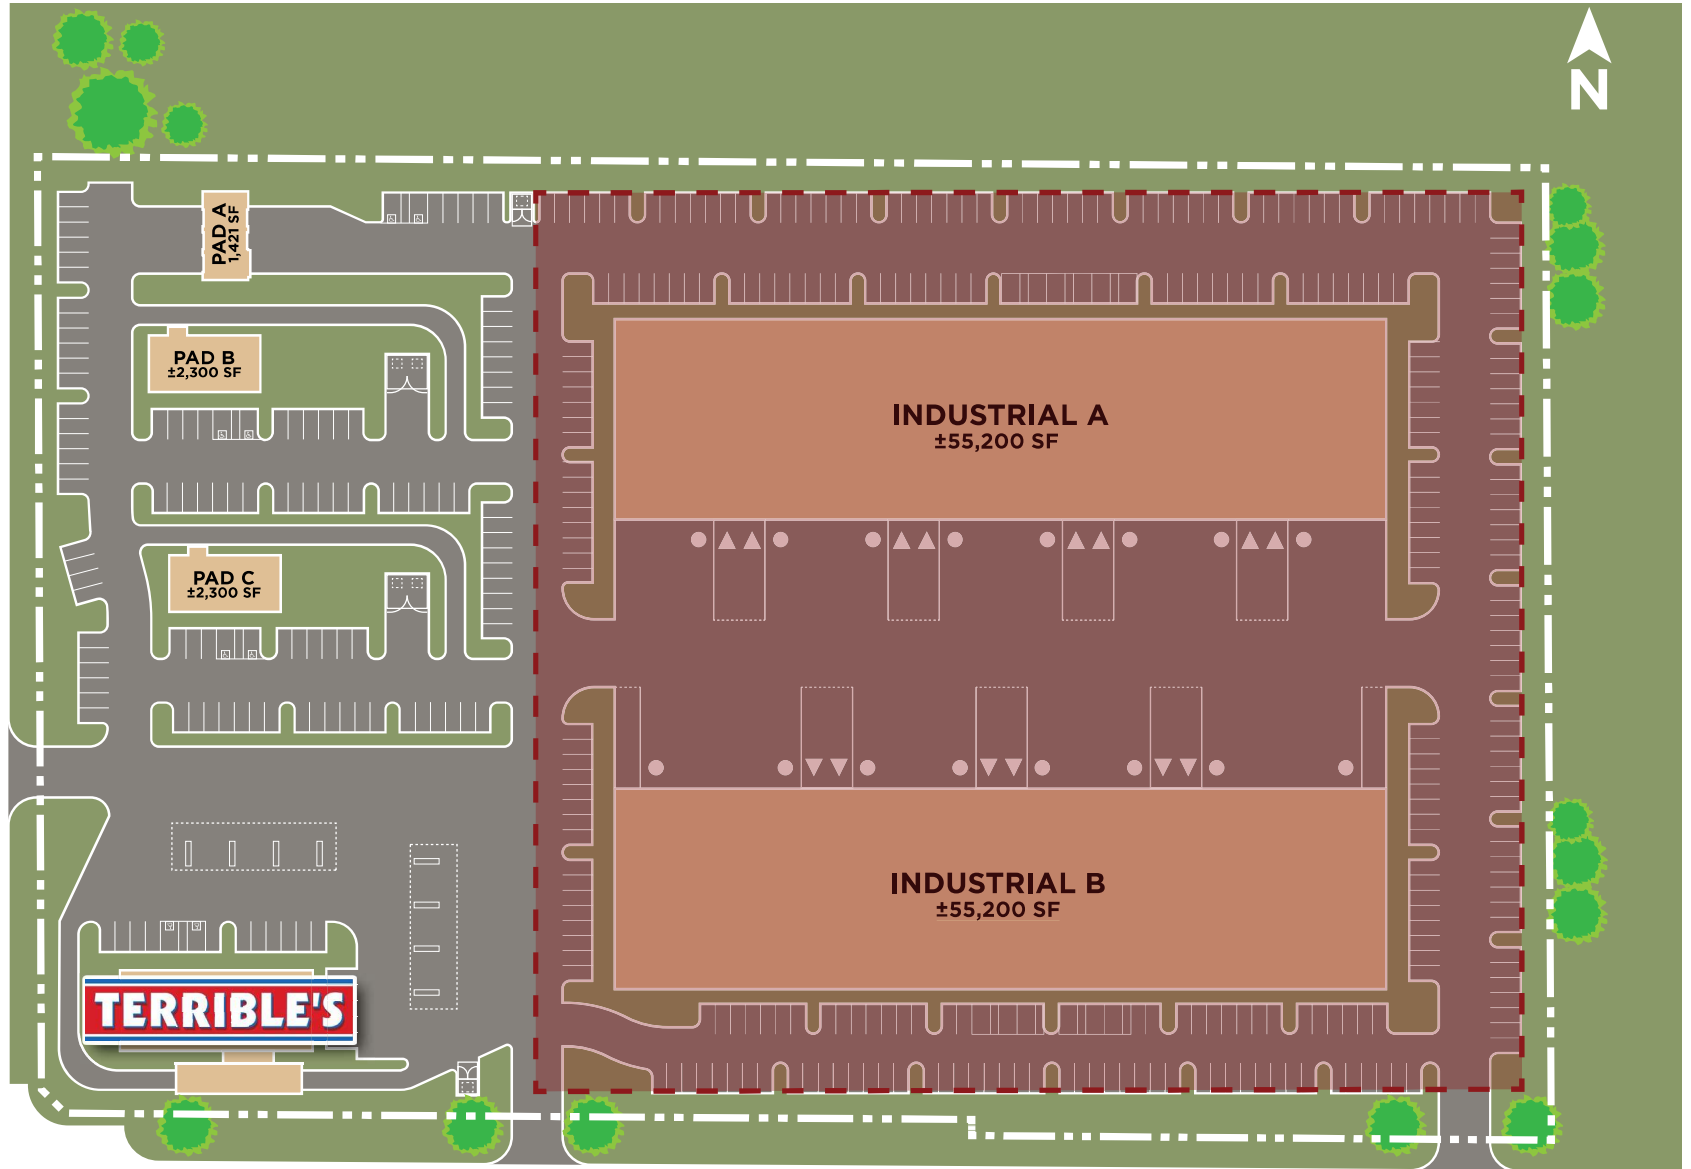 N
PAD A
1,421 SF
PAD B
±2,300 SF
INDUSTRIAL A
±55,200 SF
PAD C
±2,300 SF
INDUSTRIAL B
±55,200 SF
TERRIBLE'S